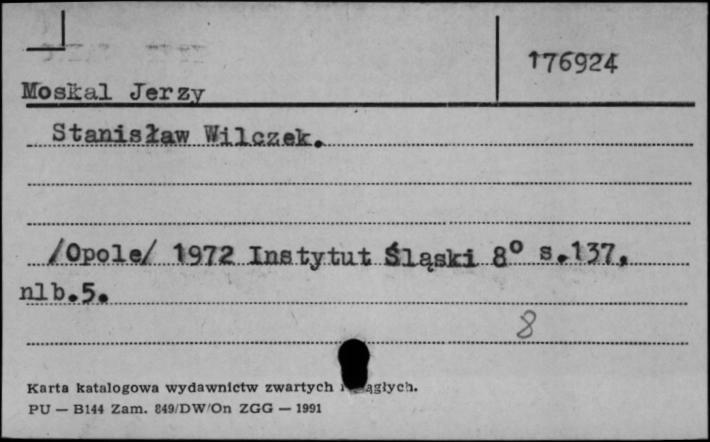 176924
Moskal Jerzy
Stanisław Wilczek.
/Opole/ 1972 Instytut Śląski 8° s.137,
nlb.5.
8
Karta katalogowa wydawnictw zwartych
PU — B144 Zam. 849/DW/On ZGG — 1991